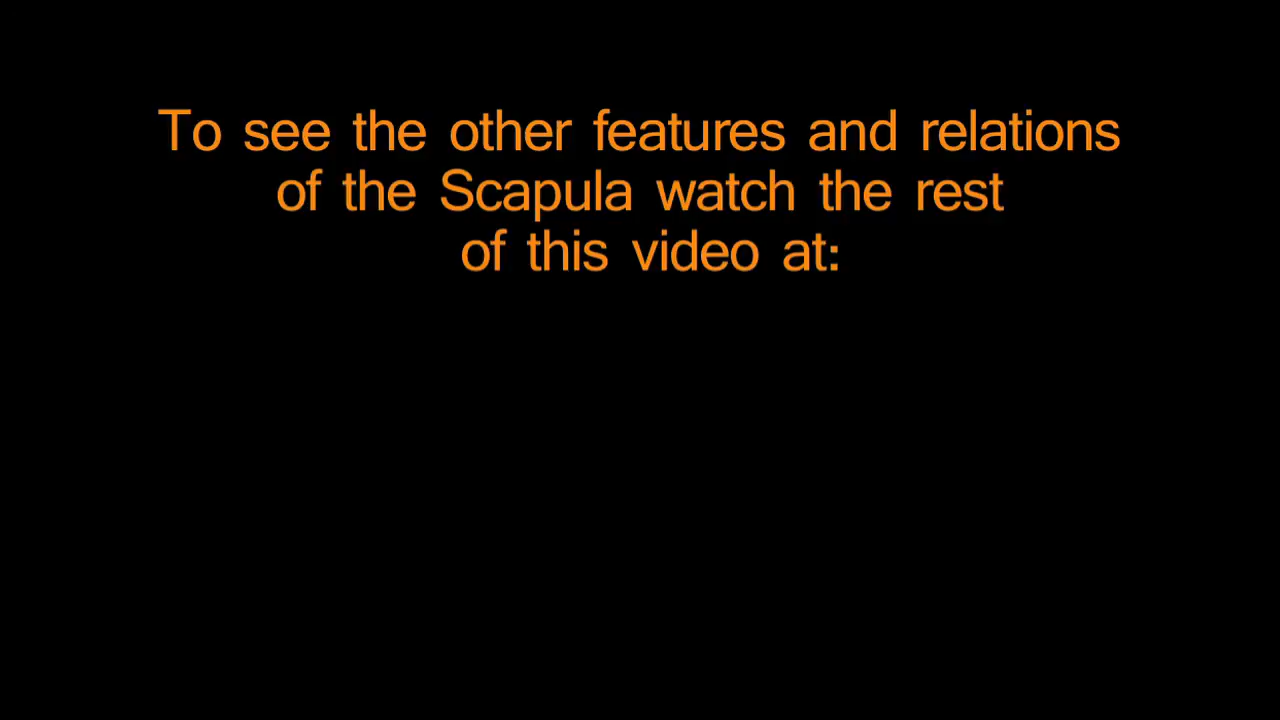 To see the other features and relations
of the Scapula watch the rest
of this video at: